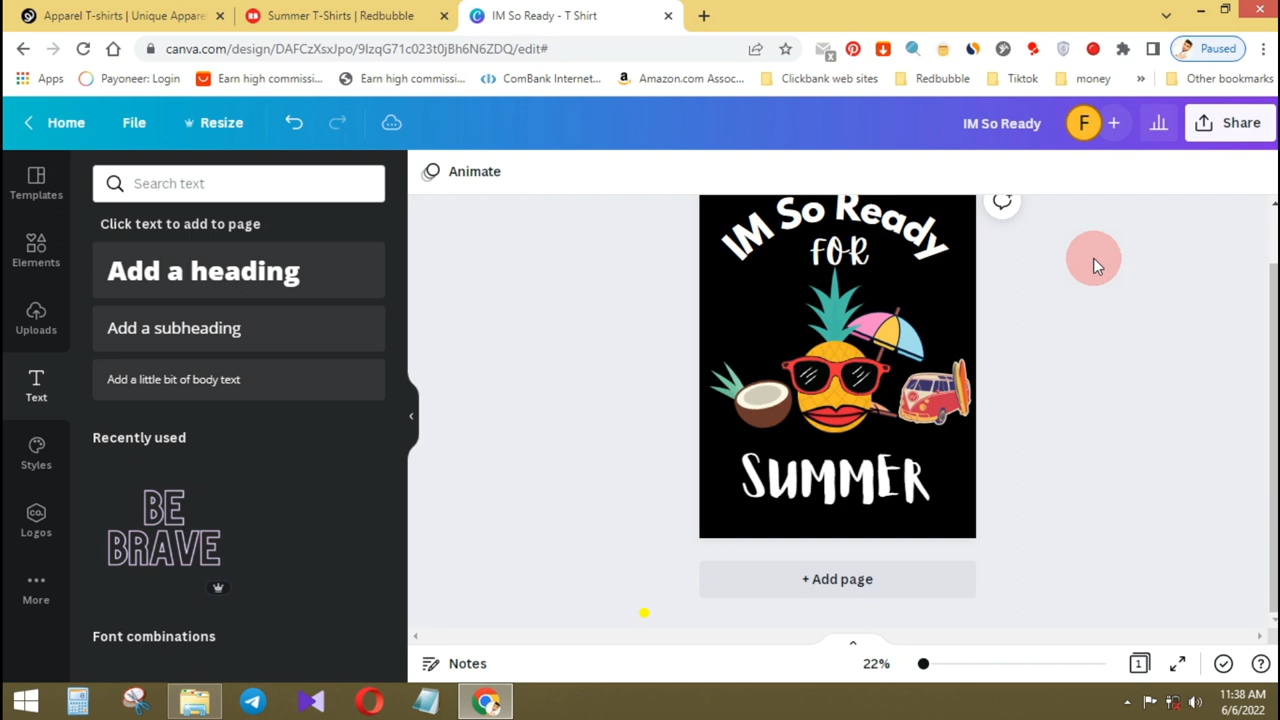 Apparel T-shirts | Unique Appare
Summer T-Shirts | Redbubble
IM So Ready - T Shirt
canva.com/design/DAFCzXsxJpo/9IzqG71c023t0jBh6N6ZDQ/edit#
Paused
Apps
Payoneer: Login
Earn high commissi...
Earn high commissi...
ComBank Internet...
Amazon.com Assoc...
Clickbank web sites
Redbubble
Tiktok
money
»
Other bookmarks
Home
File
Resize
IM So Ready
F
+
Share
Templates
Elements
Uploads
Text
Styles
Logos
More
Search text
Click text to add to page
Add a heading
Add a subheading
Add a little bit of body text
Recently used
BE
BRAVE
Font combinations
Animate
IM So Ready
FOR
SUMMER
+ Add page
Notes
22%
1
11:38 AM
6/6/2022